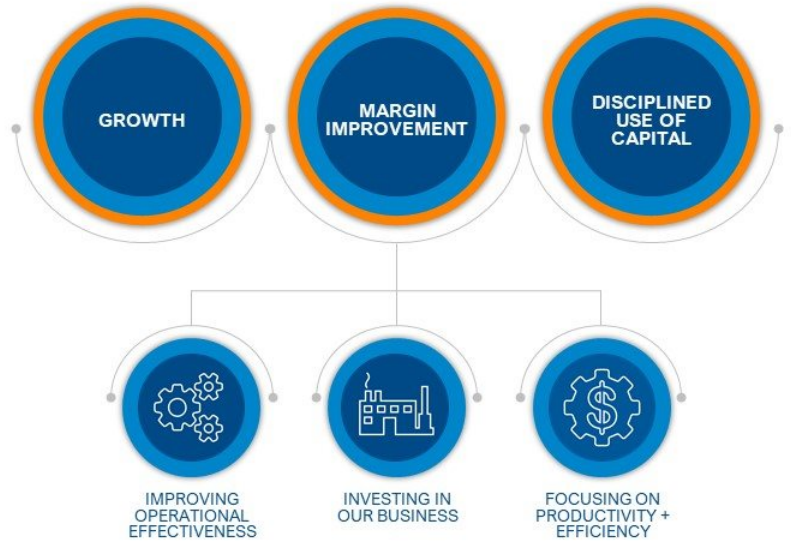 GROWTH
MARGIN
IMPROVEMENT
DISCIPLINED
USE OF
CAPITAL
$
IMPROVING
OPERATIONAL
EFFECTIVENESS
INVESTING IN
OUR BUSINESS
FOCUSING ON
PRODUCTIVITY +
EFFICIENCY